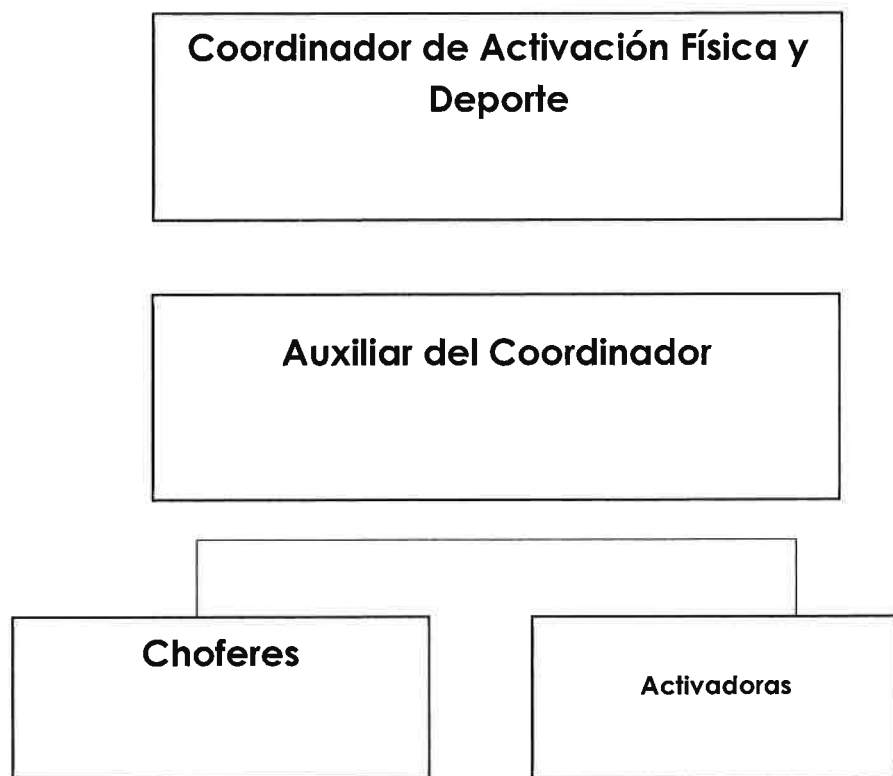 Coordinador de Activación Física y
Deporte
Auxiliar del Coordinador
Choferes
Activadoras